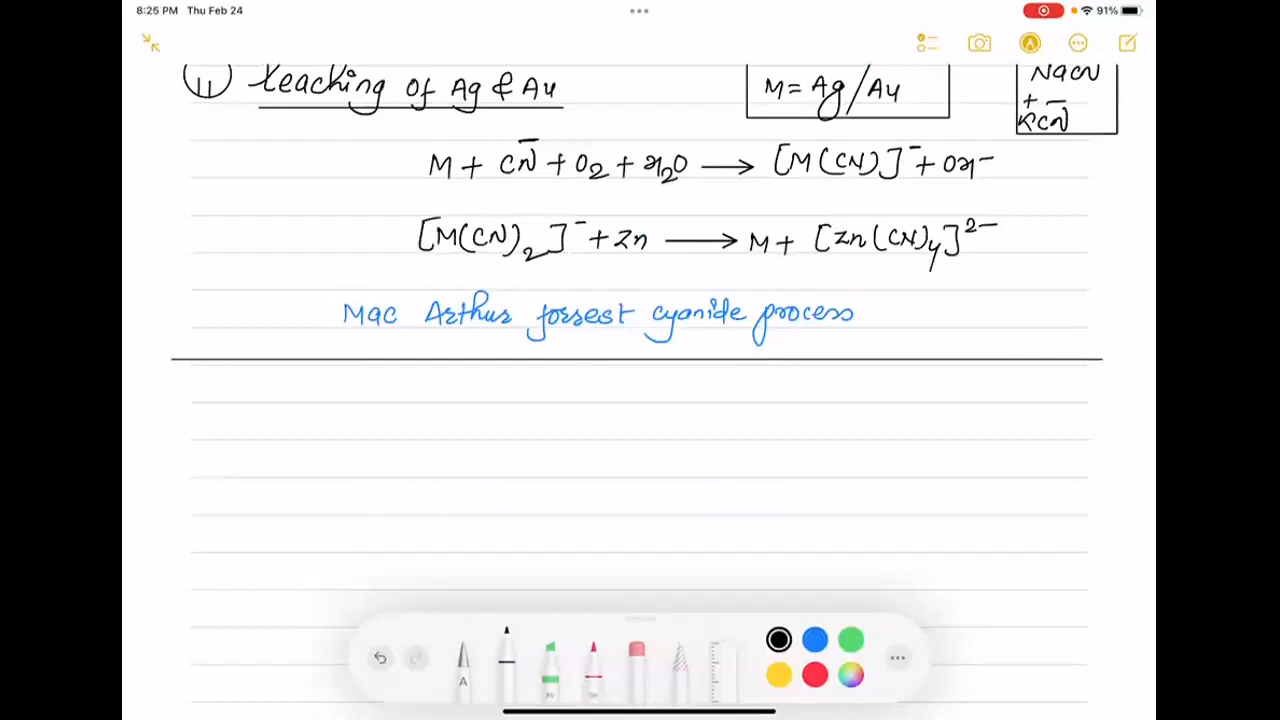 8:25 PM Thu Feb 24
91%
(ii) Leaching of Ag & Au
M = Ag/Au
NaCN
+
KCN̄
M + CN̄ + O₂ + H₂O ⟶ [M(CN)]⁻ + OH⁻
[M(CN)₂]⁻ + Zn ⟶ M + [Zn(CN)₄]²⁻
Mac Arthur forrest cyanide process
A